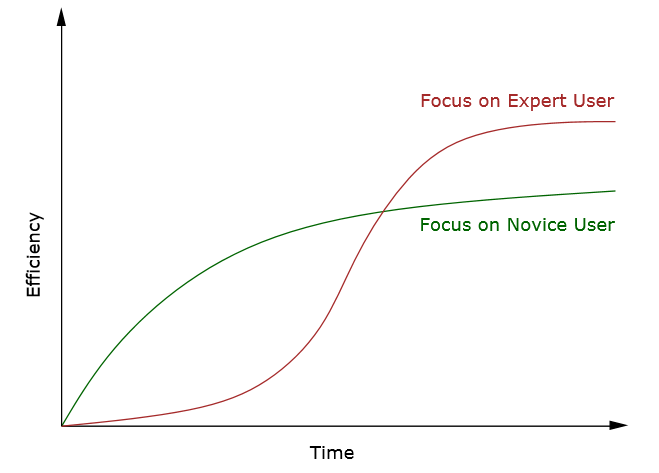 Focus on Expert User
Focus on Novice User
Efficiency
Time